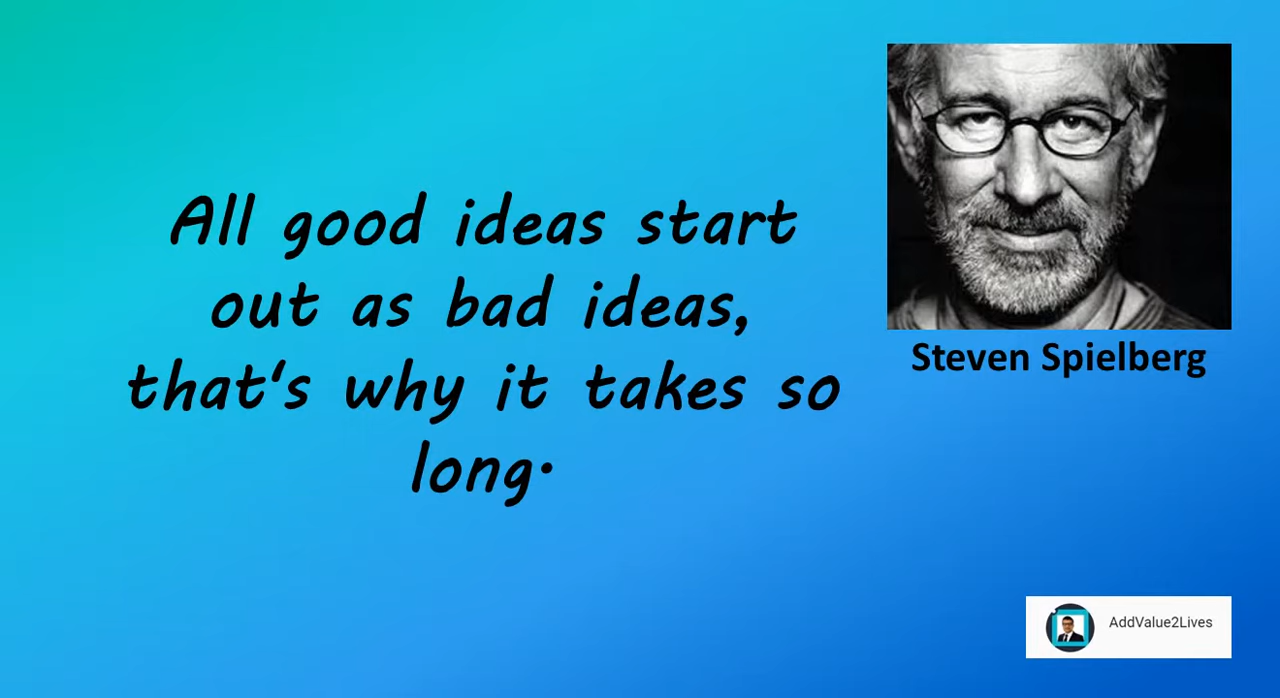 All good ideas start
out as bad ideas,
that's why it takes so
long.
Steven Spielberg
AddValue2Lives